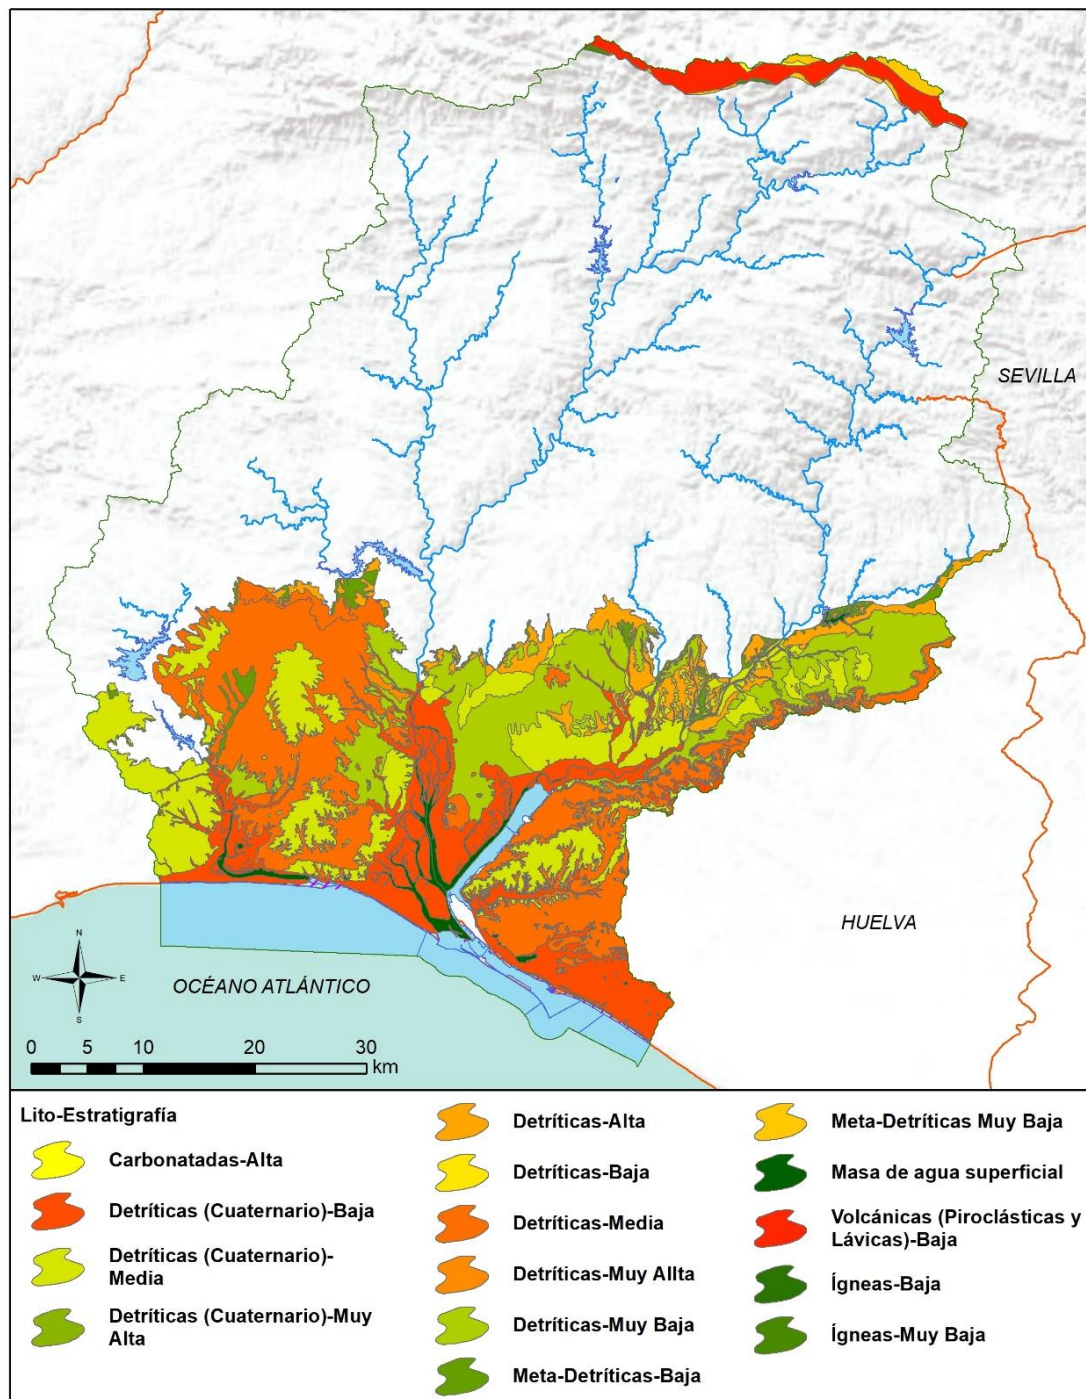 SEVILLA
HUELVA
OCÉANO ATLÁNTICO
N
W
E
S
0 5 10 20 30
km
Lito-Estratigrafía
Carbonatadas-Alta
Detríticas (Cuaternario)-Baja
Detríticas (Cuaternario)-
Media
Detríticas (Cuaternario)-Muy
Alta
Detríticas-Alta
Detríticas-Baja
Detríticas-Media
Detríticas-Muy Allta
Detríticas-Muy Baja
Meta-Detríticas-Baja
Meta-Detríticas Muy Baja
Masa de agua superficial
Volcánicas (Piroclásticas y
Lávicas)-Baja
Ígneas-Baja
Ígneas-Muy Baja